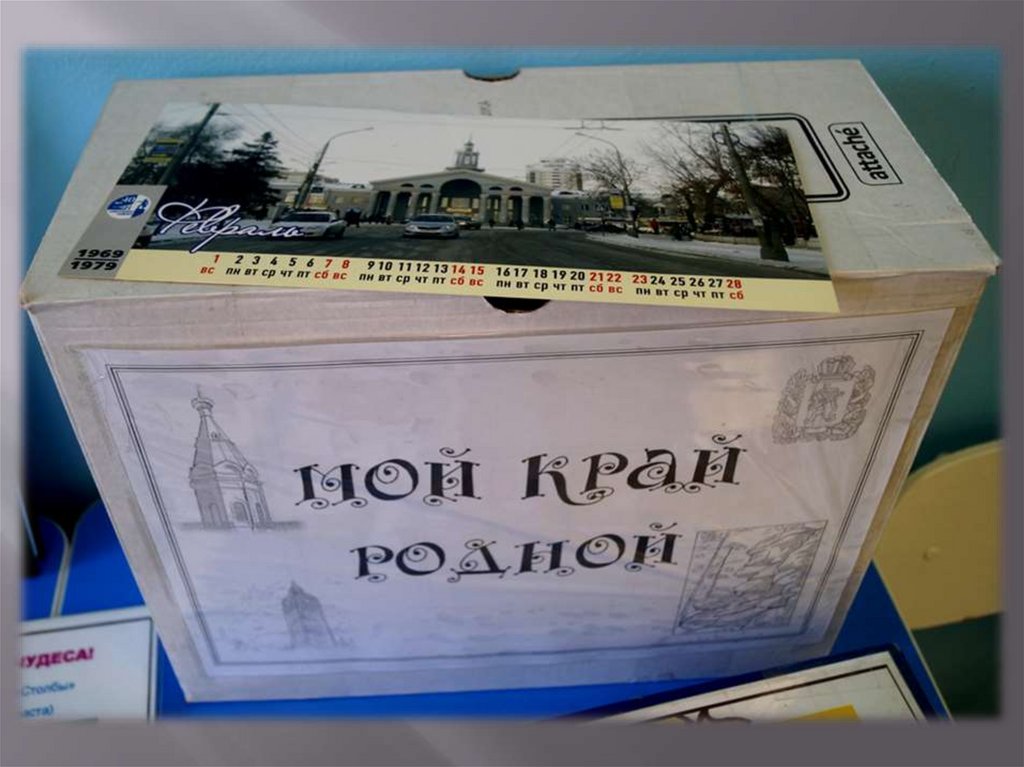 attaché
Февраль
40
1969
1979
1 2 3 4 5 6 7 8 9 10 11 12 13 14 15 16 17 18 19 20 21 22 23 24 25 26 27 28
вс пн вт ср чт пт сб вс пн вт ср чт пт сб вс пн вт ср чт пт сб вс пн вт ср чт пт сб
МОЙ КРАЙ
РОДНОЙ
ЧУДЕСА!
Столбы»